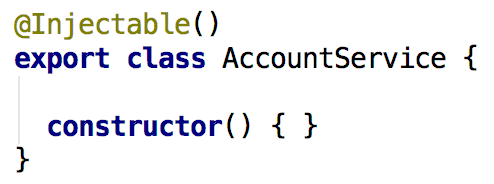 @Injectable()
export class AccountService {
constructor() { }
}